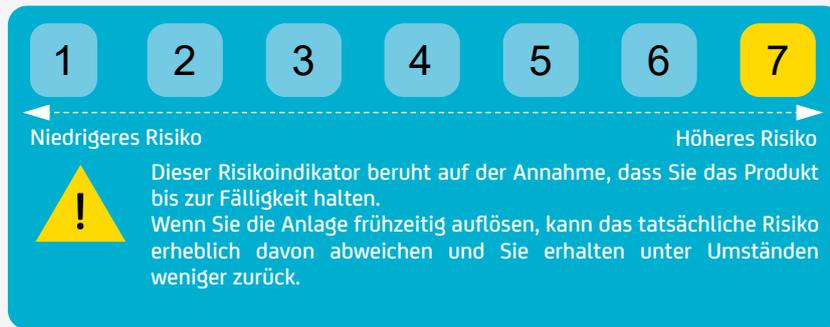 1 2 3 4 5 6 7
Niedrigeres Risiko Höheres Risiko
!
Dieser Risikoindikator beruht auf der Annahme, dass Sie das Produkt
bis zur Fälligkeit halten.
Wenn Sie die Anlage frühzeitig auflösen, kann das tatsächliche Risiko
erheblich davon abweichen und Sie erhalten unter Umständen
weniger zurück.